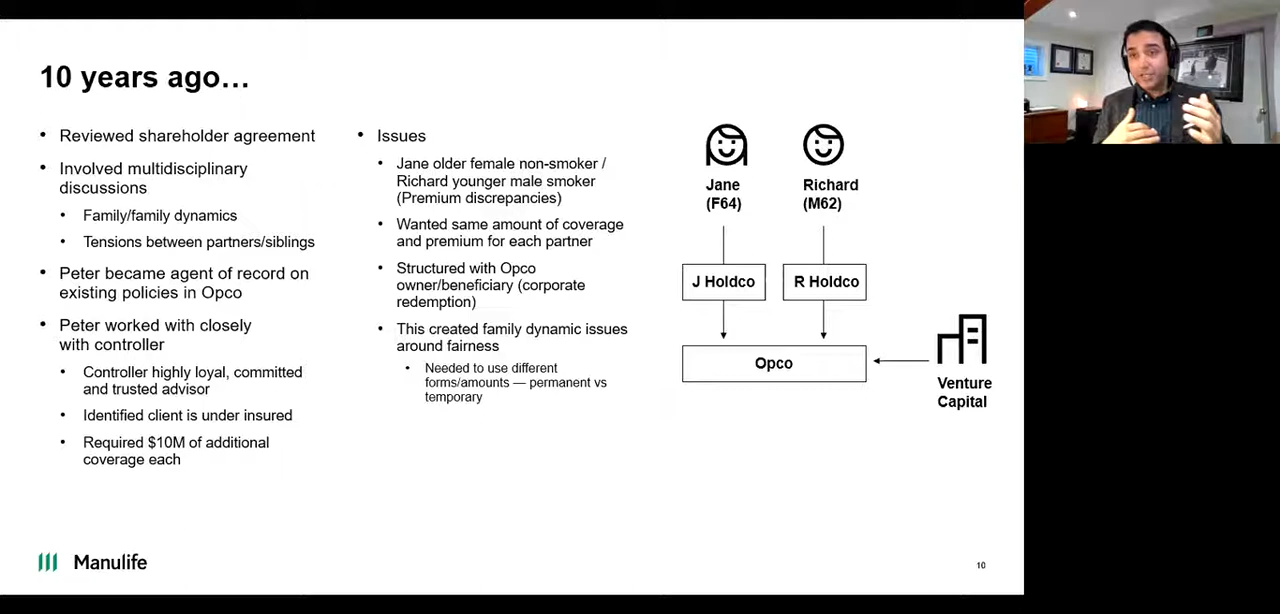 10 years ago…
• Reviewed shareholder agreement
• Involved multidisciplinary
discussions
• Family/family dynamics
• Tensions between partners/siblings
• Peter became agent of record on
existing policies in Opco
• Peter worked with closely
with controller
• Controller highly loyal, committed
and trusted advisor
• Identified client is under insured
• Required $10M of additional
coverage each
• Issues
• Jane older female non-smoker /
Richard younger male smoker
(Premium discrepancies)
• Wanted same amount of coverage
and premium for each partner
• Structured with Opco
owner/beneficiary (corporate
redemption)
• This created family dynamic issues
around fairness
• Needed to use different
forms/amounts — permanent vs
temporary
Jane
(F64)
Richard
(M62)
J Holdco
R Holdco
Opco
Venture
Capital
Manulife
10